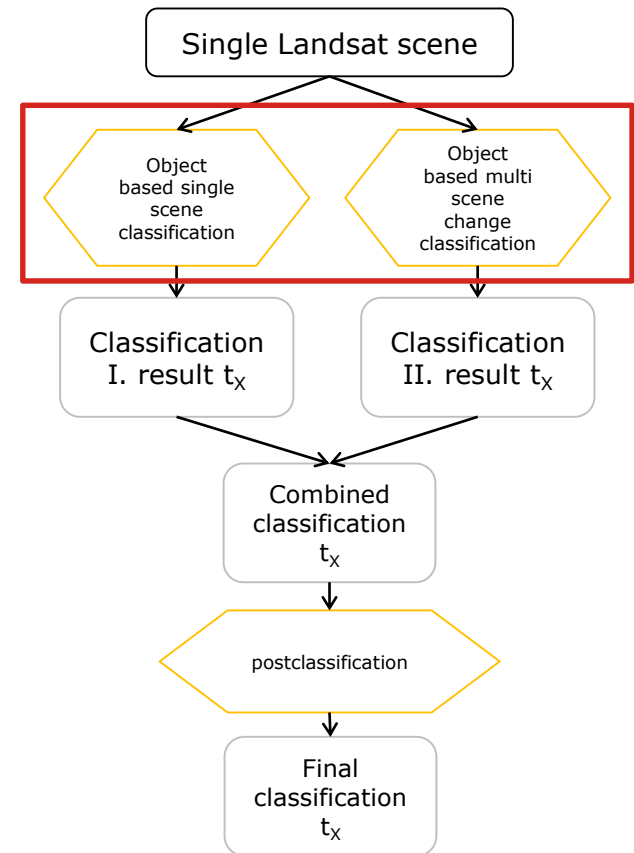 Single Landsat scene
Object
based single
scene
classification
Object
based multi
scene
change
classification
Classification
I. result tX
Classification
II. result tX
Combined
classification
tX
postclassification
Final
classification
tX